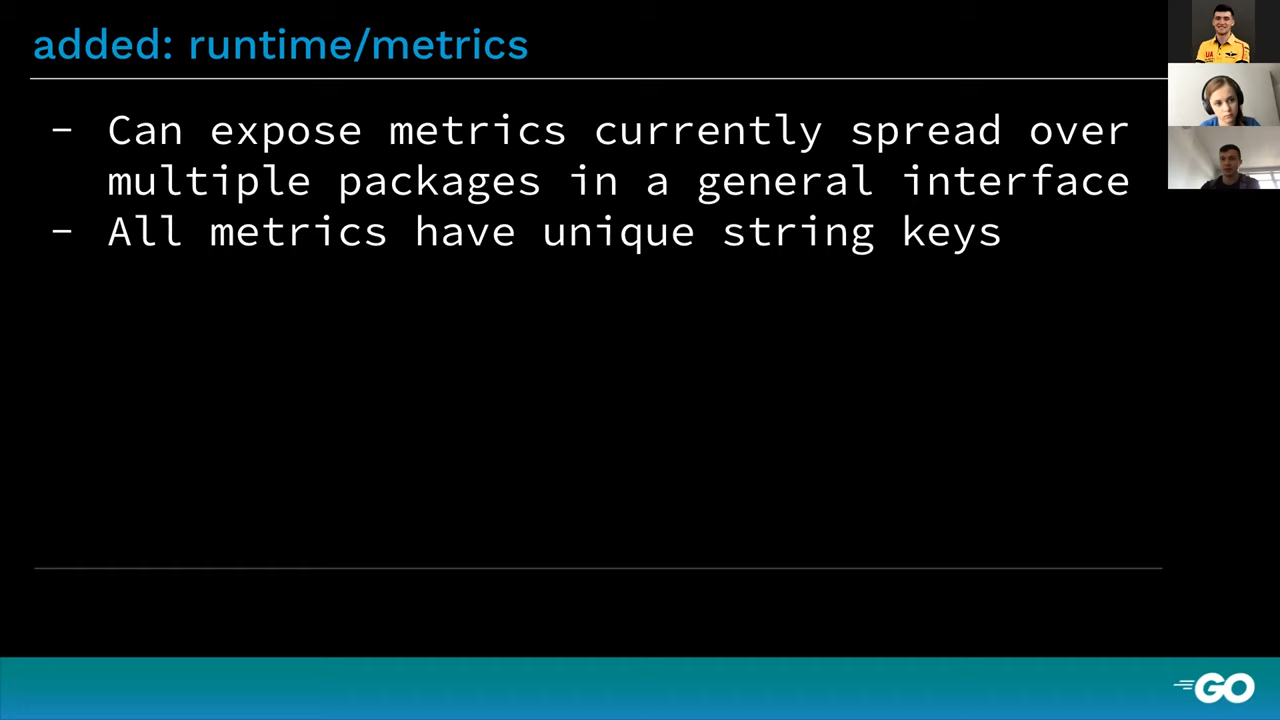 added: runtime/metrics
- Can expose metrics currently spread over
multiple packages in a general interface
- All metrics have unique string keys
UA
GO